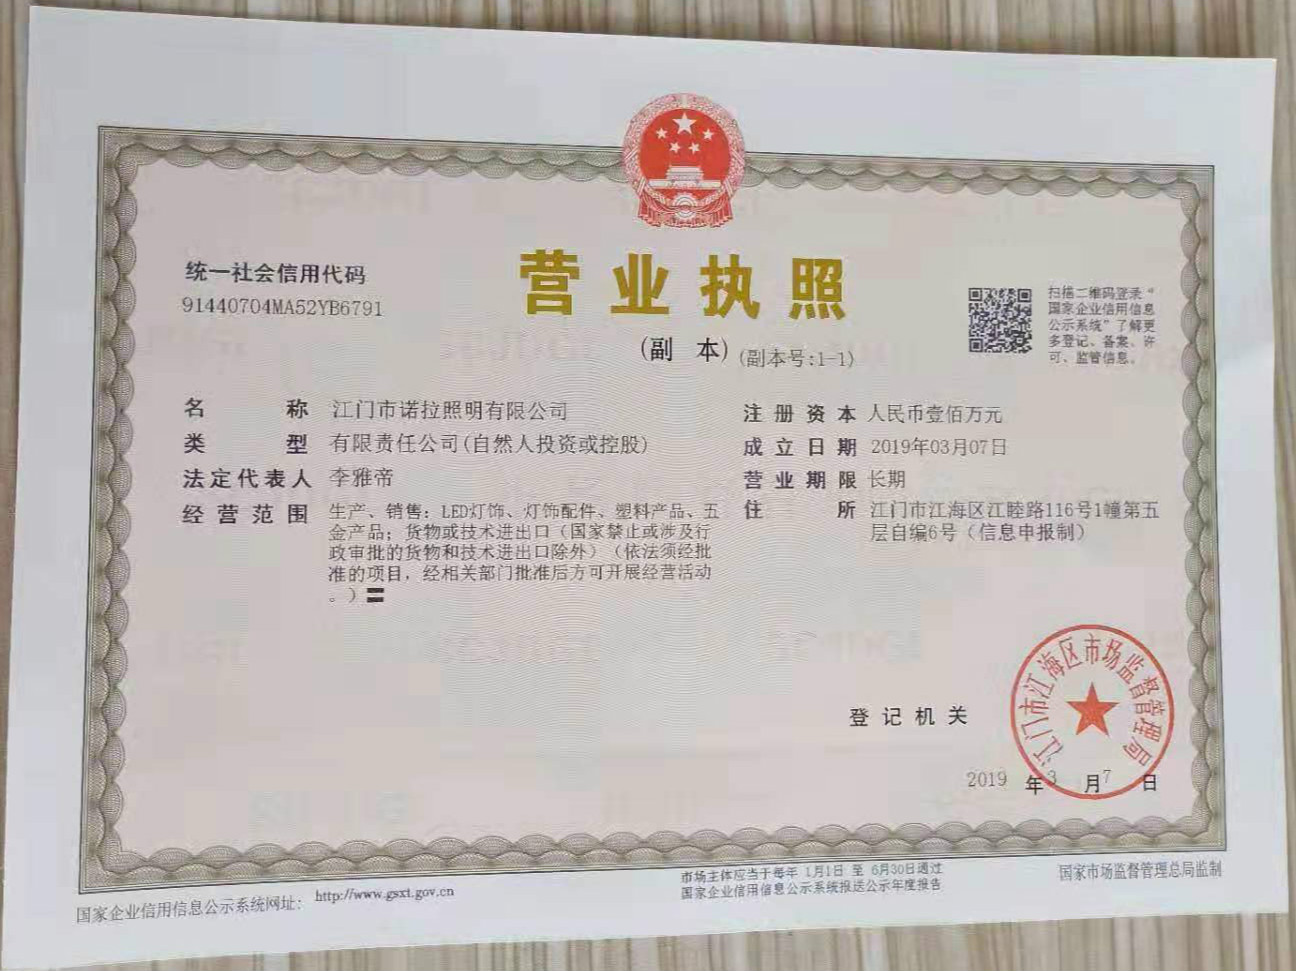 统一社会信用代码
91440704MA52YB6791
营业执照
(副 本) (副本号:1-1)
扫描二维码登录“
国家企业信用信息
公示系统”了解更
多登记、备案、许
可、监管信息。
名 称 江门市诺拉照明有限公司
类 型 有限责任公司(自然人投资或控股)
法定代表人 李雅帝
经营范围 生产、销售：LED灯饰、灯饰配件、塑料产品、五
金产品；货物或技术进出口（国家禁止或涉及行
政审批的货物和技术进出口除外）（依法须经批
准的项目，经相关部门批准后方可开展经营活动
。）
注册资本 人民币壹佰万元
成立日期 2019年03月07日
营业期限 长期
住 所 江门市江海区江睦路116号1幢第五
层自编6号（信息申报制）
登记机关
江门市江海区市场监督管理局
2019 年 3 月 7 日
国家企业信用信息公示系统网址： http://www.gsxt.gov.cn
市场主体应当于每年 1月1日 至 6月30日通过
国家企业信用信息公示系统报送公示年度报告
国家市场监督管理总局监制